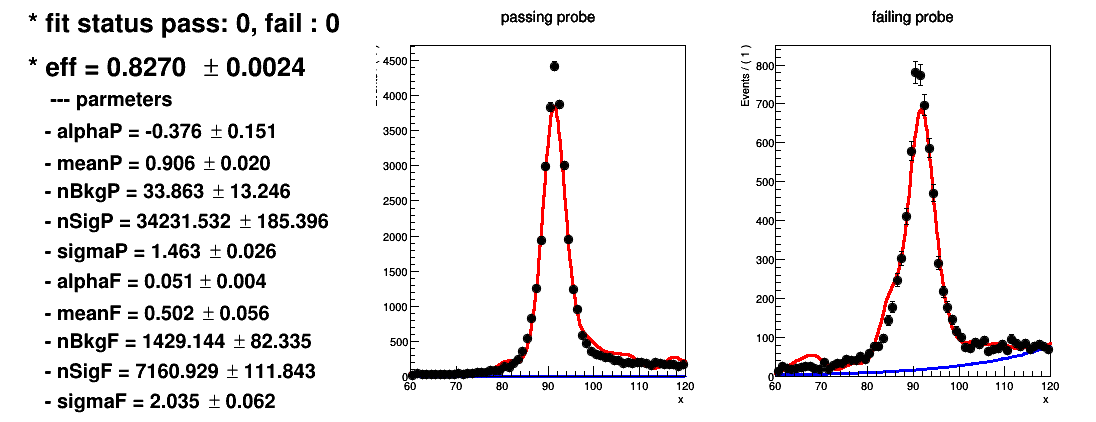 * fit status pass: 0, fail : 0
* eff = 0.8270 ± 0.0024
--- parmeters
- alphaP = -0.376 ± 0.151
- meanP = 0.906 ± 0.020
- nBkgP = 33.863 ± 13.246
- nSigP = 34231.532 ± 185.396
- sigmaP = 1.463 ± 0.026
- alphaF = 0.051 ± 0.004
- meanF = 0.502 ± 0.056
- nBkgF = 1429.144 ± 82.335
- nSigF = 7160.929 ± 111.843
- sigmaF = 2.035 ± 0.062
passing probe
4500
4000
3500
3000
2500
2000
1500
1000
500
0
60 70 80 90 100 110 120
x
failing probe
Events / ( 1 )
800
700
600
500
400
300
200
100
0
60 70 80 90 100 110 120
x